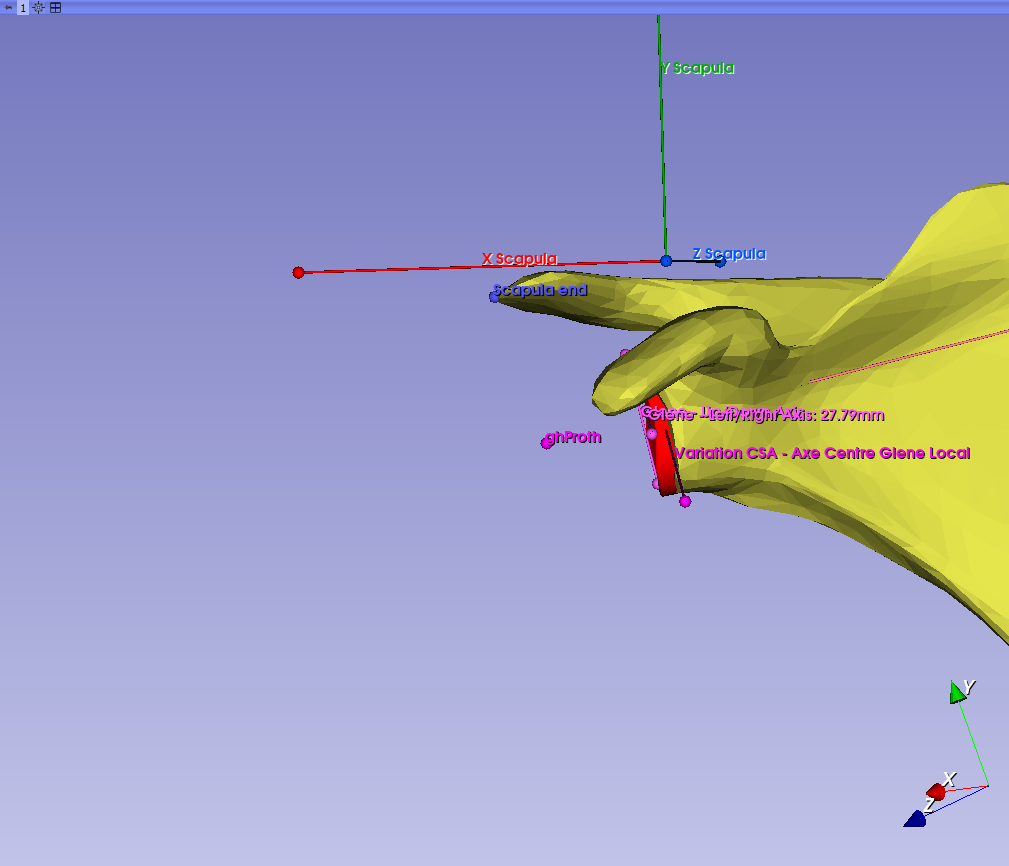 1
Y Scapula
X Scapula
Z Scapula
Scapula end
Glene - Left/Right Axis: 27.79mm
ghProth
Variation CSA - Axe Centre Glene Local
Y
X
Z